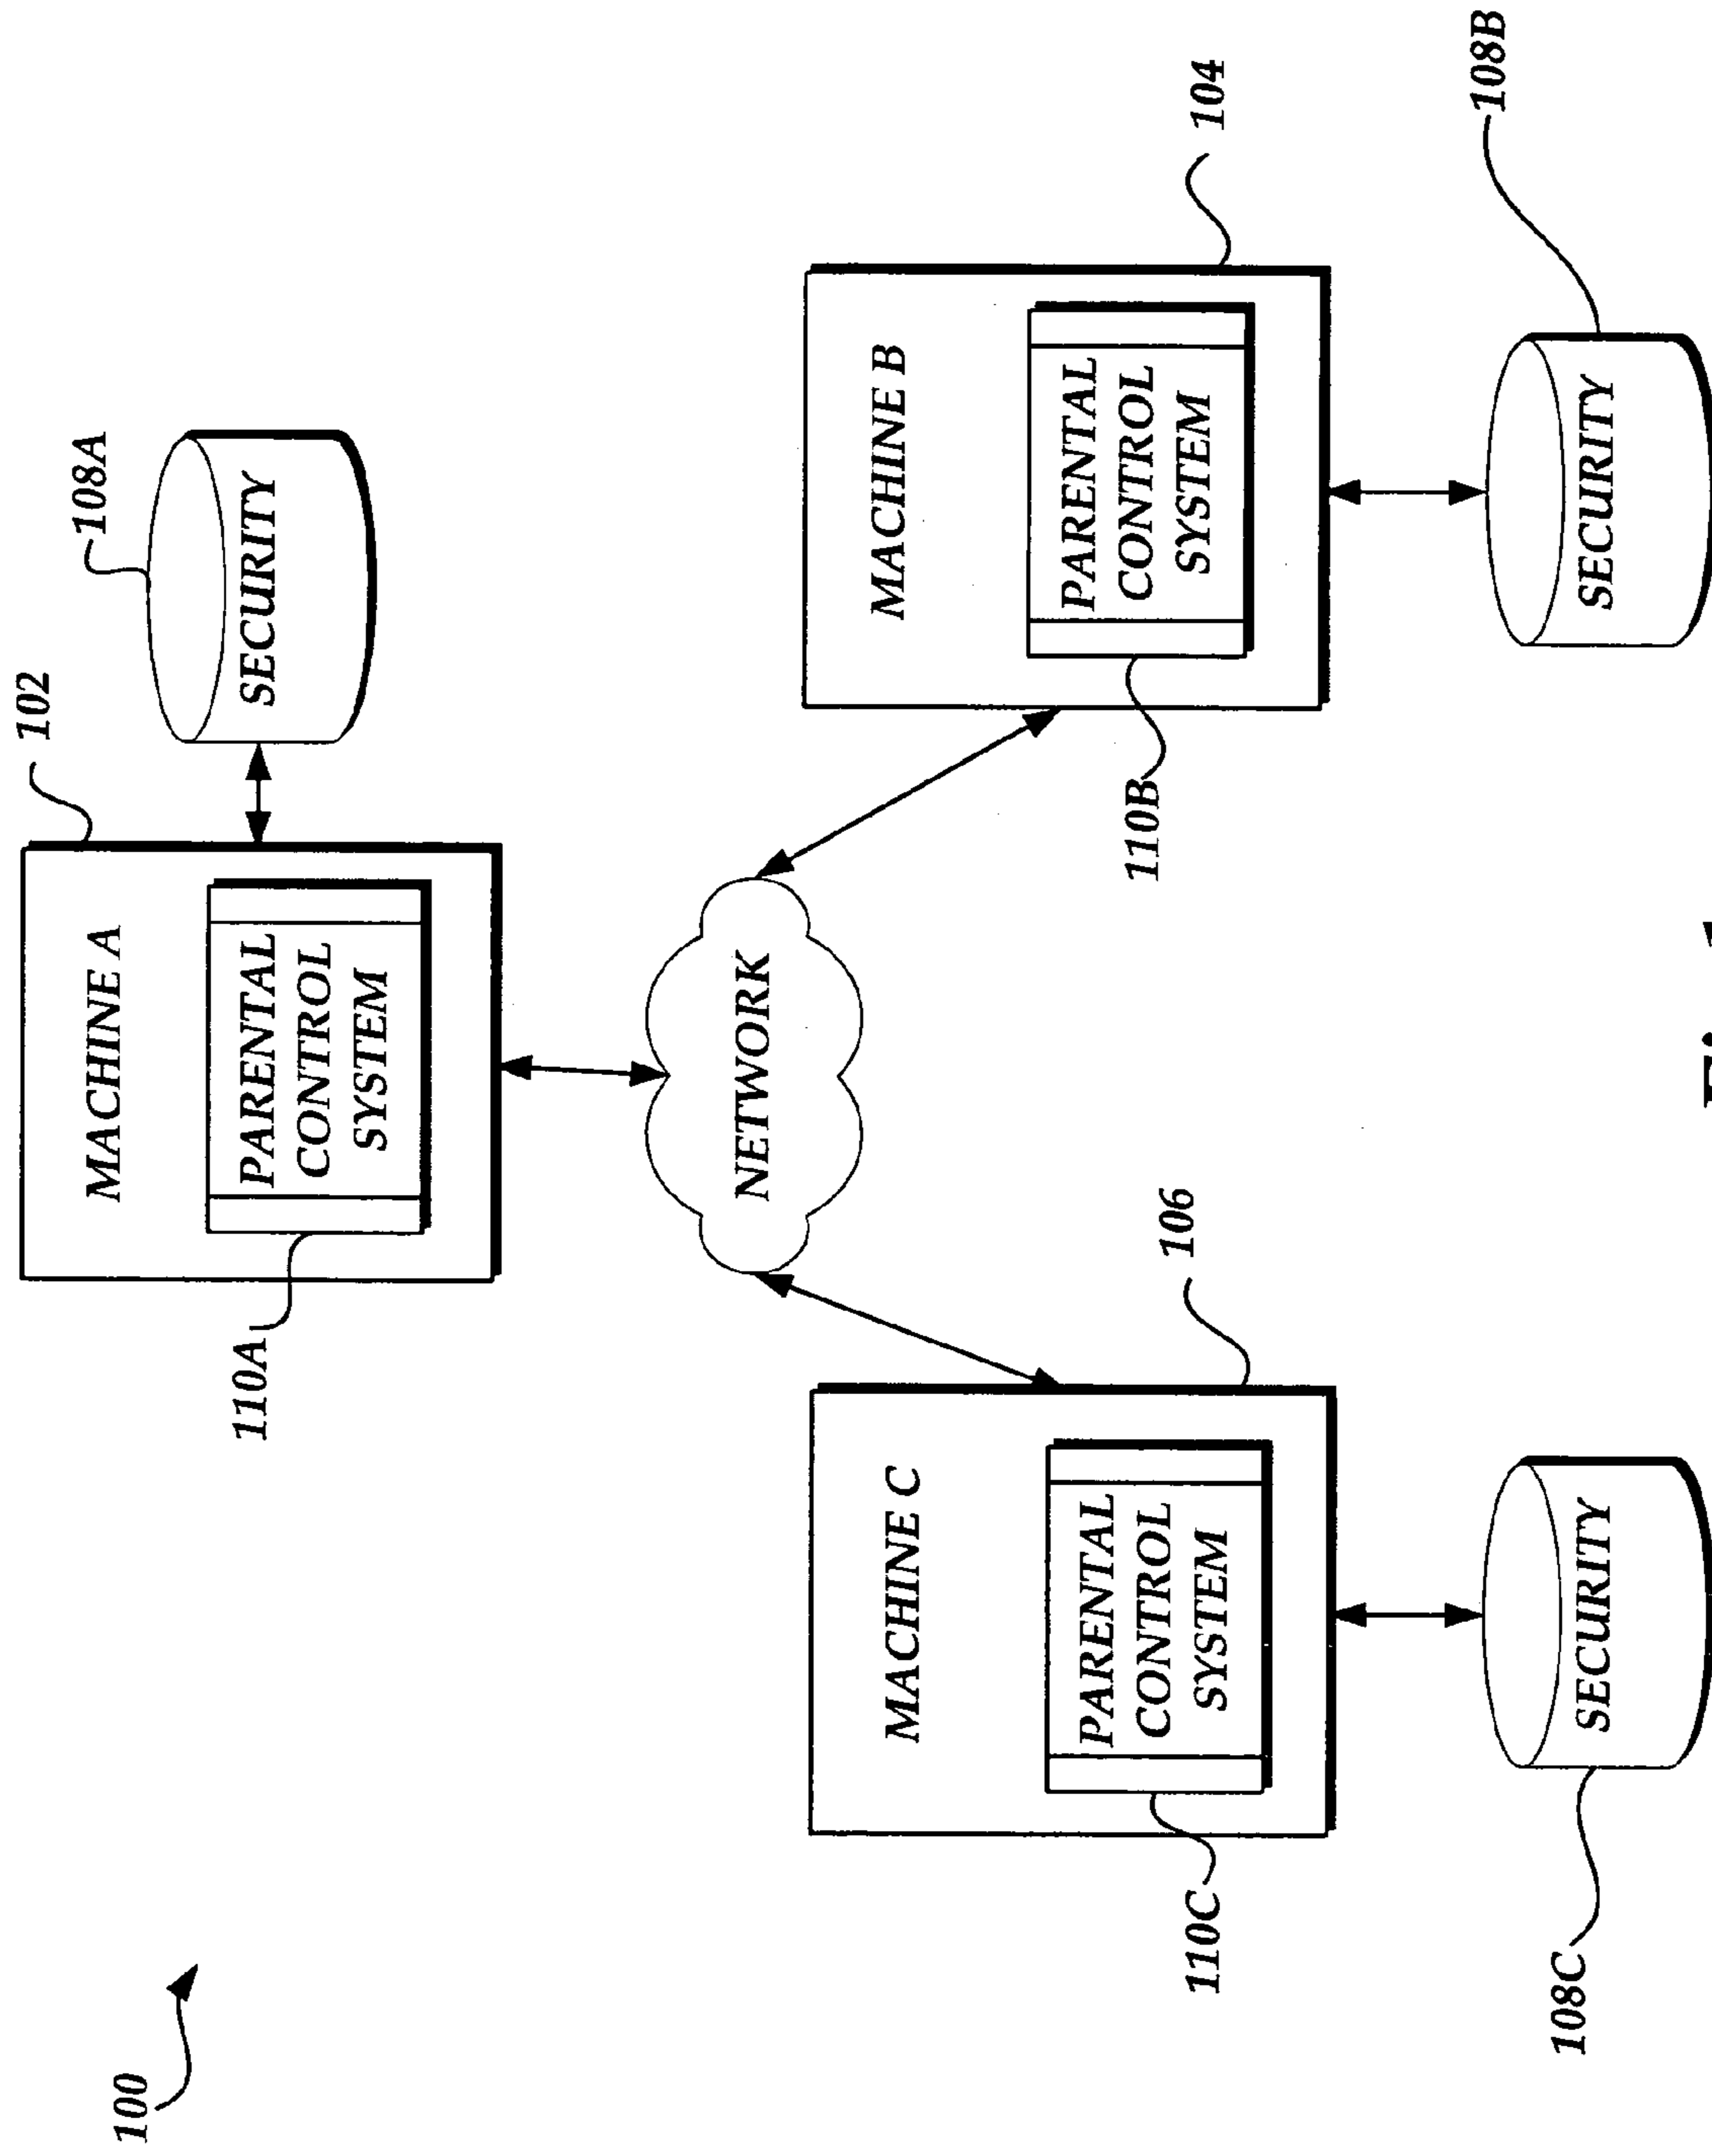 100
102
MACHINE A
PARENTAL
CONTROL
SYSTEM
110A
108A
SECURITY
NETWORK
106
MACHINE C
PARENTAL
CONTROL
SYSTEM
110C
108C
SECURITY
104
MACHINE B
PARENTAL
CONTROL
SYSTEM
110B
108B
SECURITY